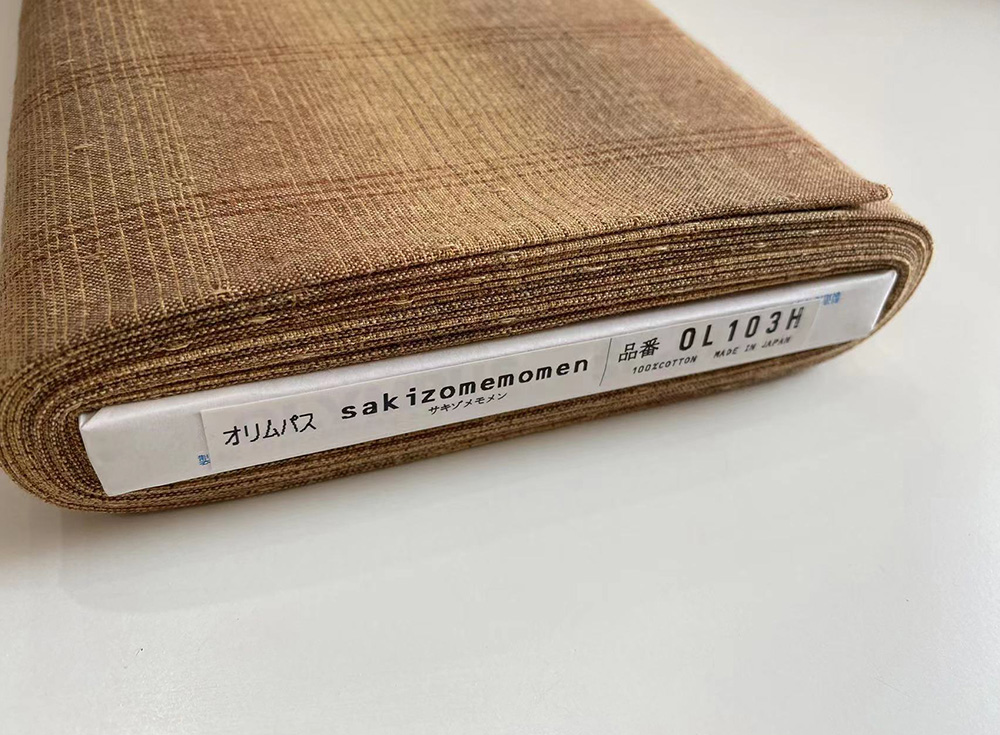 オリムパス sakizomemomen 品番 OL103H
サキゾメモメン 100%COTTON MADE IN JAPAN